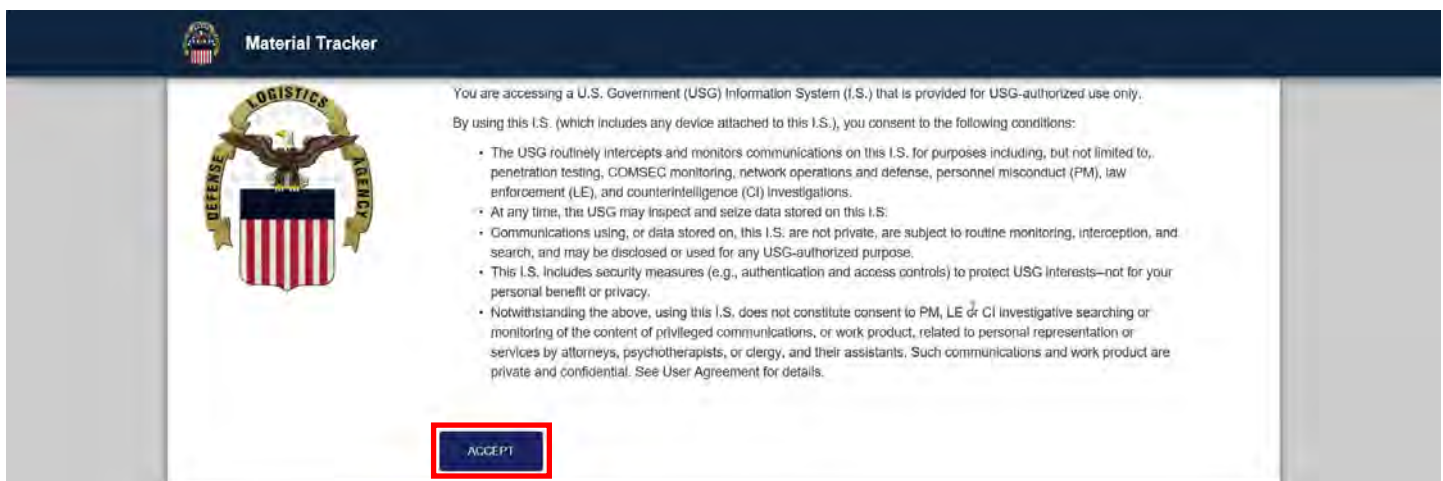 Material Tracker
LOGISTICS
DEFENSE
AGENCY
You are accessing a U.S. Government (USG) Information System (I.S.) that is provided for USG-authorized use only.
By using this I.S. (which includes any device attached to this I.S.), you consent to the following conditions:
• The USG routinely intercepts and monitors communications on this I.S. for purposes including, but not limited to,
penetration testing, COMSEC monitoring, network operations and defense, personnel misconduct (PM), law
enforcement (LE), and counterintelligence (CI) investigations.
• At any time, the USG may inspect and seize data stored on this I.S.
• Communications using, or data stored on, this I.S. are not private, are subject to routine monitoring, interception, and
search, and may be disclosed or used for any USG-authorized purpose.
• This I.S. includes security measures (e.g., authentication and access controls) to protect USG interests--not for your
personal benefit or privacy.
• Notwithstanding the above, using this I.S. does not constitute consent to PM, LE or CI investigative searching or
monitoring of the content of privileged communications, or work product, related to personal representation or
services by attorneys, psychotherapists, or clergy, and their assistants. Such communications and work product are
private and confidential. See User Agreement for details.
ACCEPT